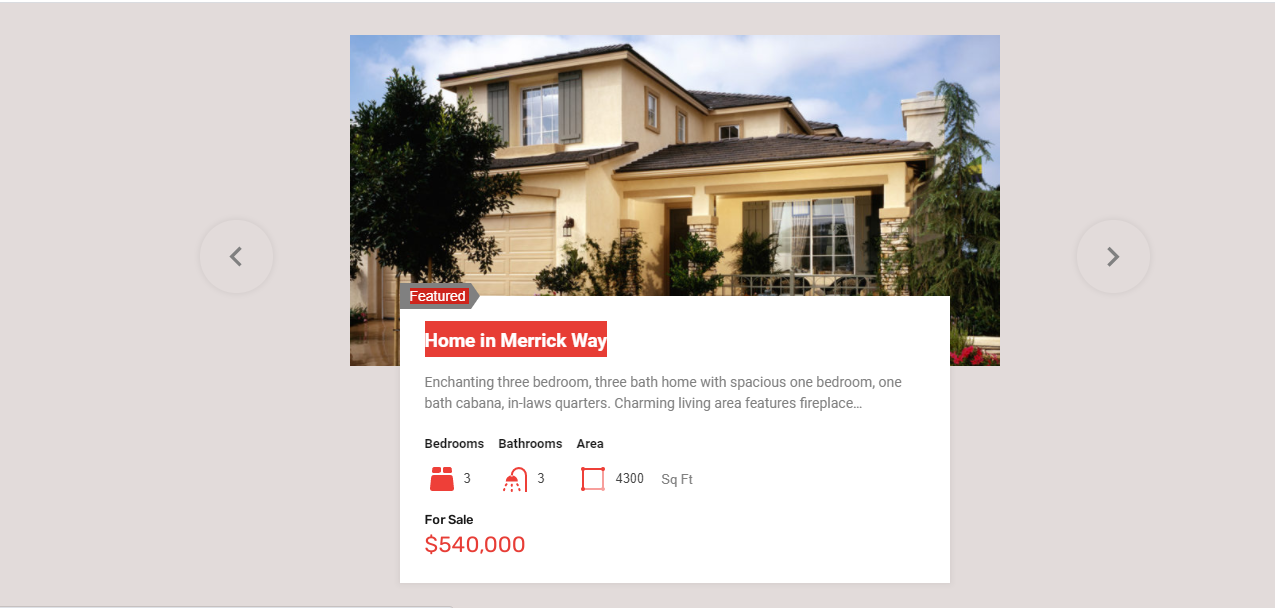 Featured
Home in Merrick Way
Enchanting three bedroom, three bath home with spacious one bedroom, one
bath cabana, in-laws quarters. Charming living area features fireplace…
Bedrooms Bathrooms Area
3 3 4300 Sq Ft
For Sale
$540,000